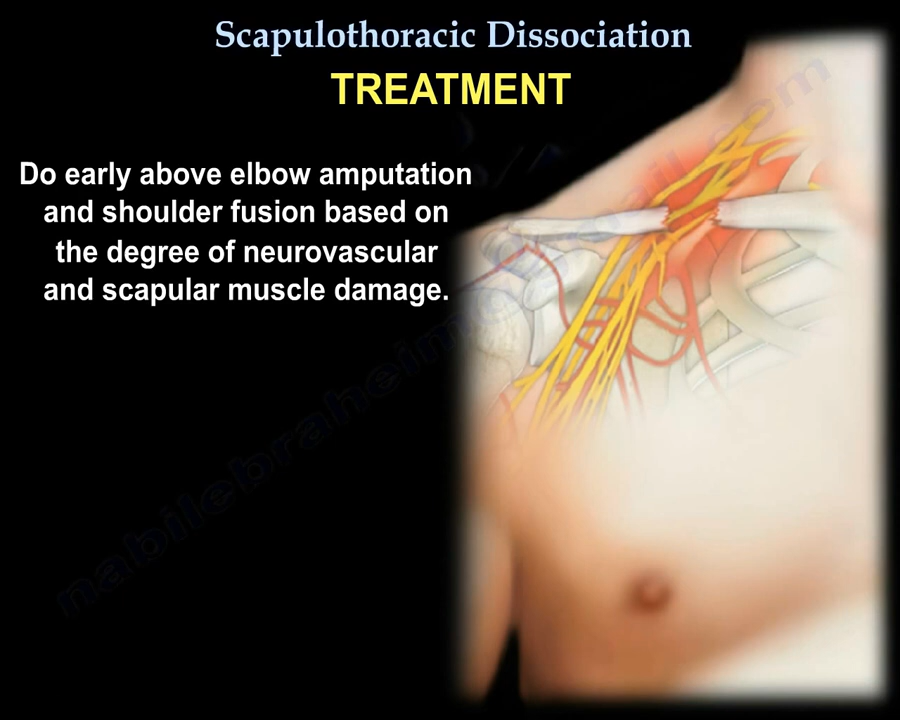 Scapulothoracic Dissociation
TREATMENT
Do early above elbow amputation
and shoulder fusion based on
the degree of neurovascular
and scapular muscle damage.